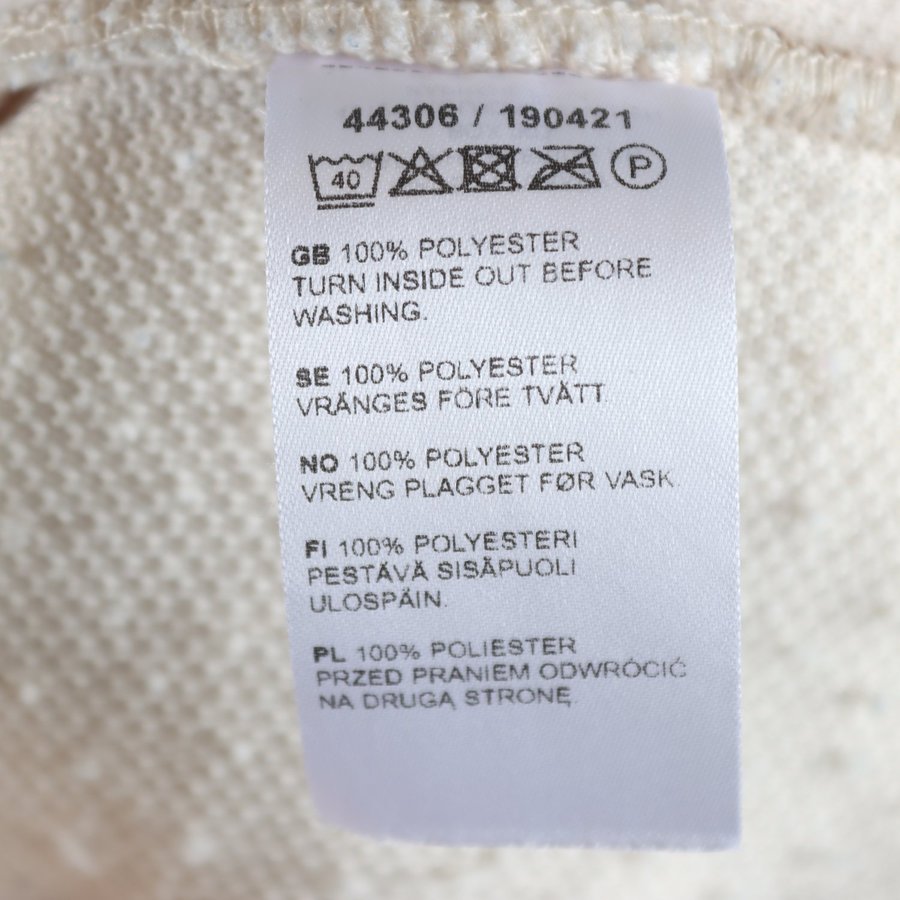 44306 / 190421
40 P
GB 100% POLYESTER
TURN INSIDE OUT BEFORE
WASHING.
SE 100% POLYESTER
VRÄNGES FÖRE TVÄTT
NO 100% POLYESTER
VRENG PLAGGET FØR VASK
FI 100% POLYESTERI
PESTÄVÄ SISÄPUOLI
ULOSPÄIN.
PL 100% POLIESTER
PRZED PRANIEM ODWRÓCIĆ
NA DRUGĄ STRONĘ